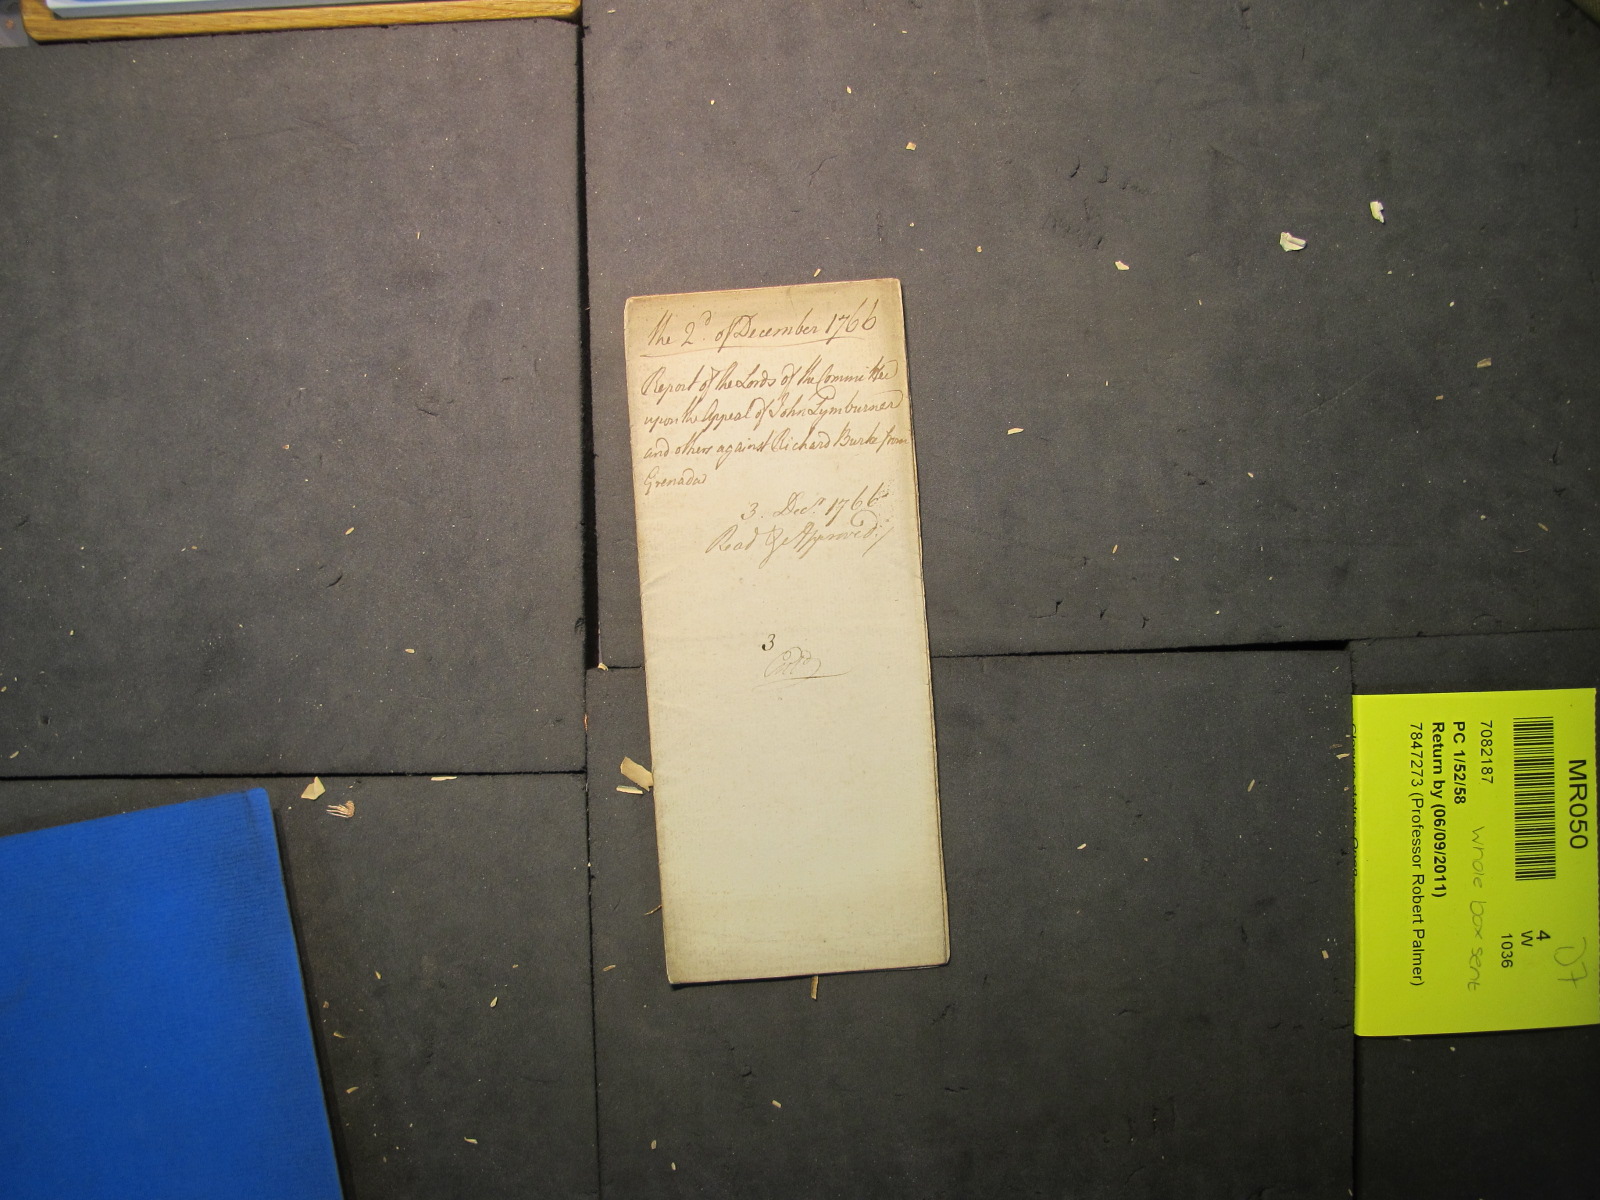 the 2d. of December 1766
Report of the Lords of the Committee
upon the Appeal of John Lymburner
and others against Richard Burke from
Grenada
3. Decr. 1766
Read & Approved
3
Entd
MR050
7082187
PC 1/52/58
Return by (06/09/2011)
7847273 (Professor Robert Palmer)
whole box sent
4
W
1036